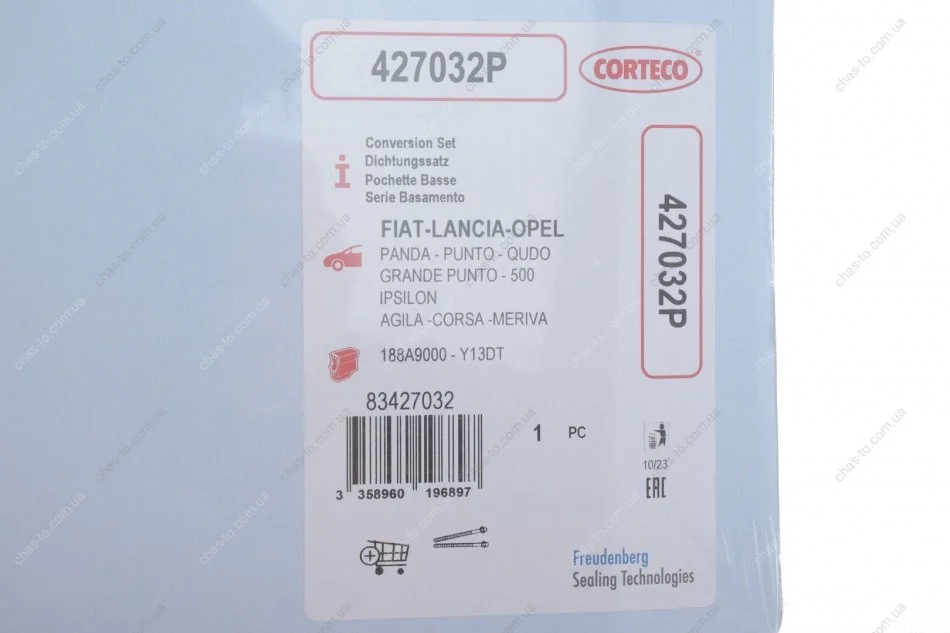 427032P
CORTECO
Conversion Set
Dichtungssatz
Pochette Basse
Serie Basamento
FIAT-LANCIA-OPEL
PANDA - PUNTO - QUDO
GRANDE PUNTO - 500
IPSILON
AGILA -CORSA -MERIVA
188A9000 - Y13DT
427032P
83427032
3 358960 196897
1 PC
10/23
EAC
Freudenberg
Sealing Technologies
chas-to.com.ua